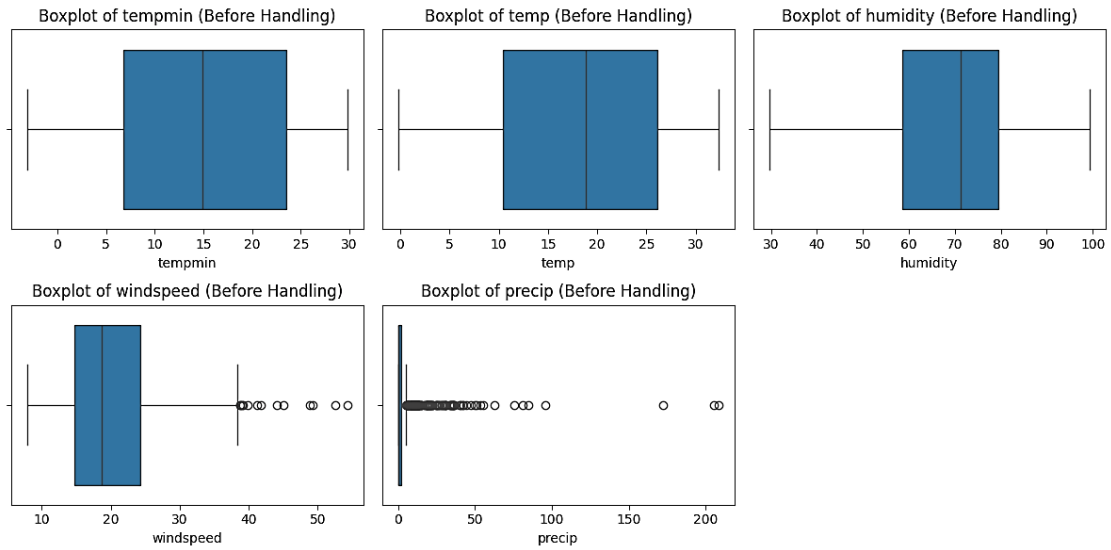 Boxplot of tempmin (Before Handling)
0 5 10 15 20 25 30
tempmin
Boxplot of temp (Before Handling)
0 5 10 15 20 25 30
temp
Boxplot of humidity (Before Handling)
30 40 50 60 70 80 90 100
humidity
Boxplot of windspeed (Before Handling)
10 20 30 40 50
windspeed
Boxplot of precip (Before Handling)
0 50 100 150 200
precip